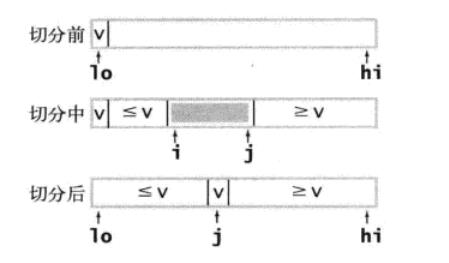 切分前 v
lo hi
切分中 v ≤ v ≥ v
i j
切分后 ≤ v v ≥ v
lo j hi